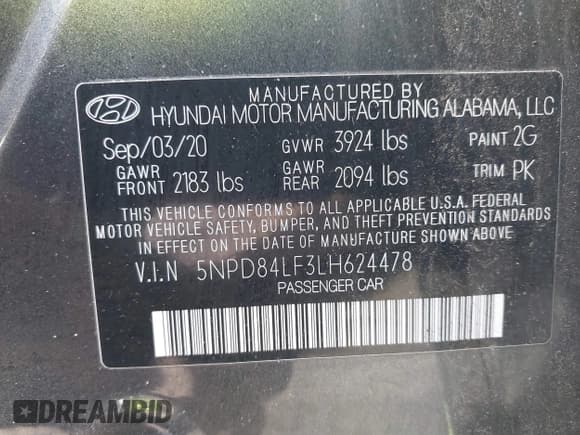 MANUFACTURED BY
HYUNDAI MOTOR MANUFACTURING ALABAMA, LLC
Sep/03/20 GVWR 3924 lbs PAINT 2G
GAWR FRONT 2183 lbs GAWR REAR 2094 lbs TRIM PK
THIS VEHICLE CONFORMS TO ALL APPLICABLE U.S.A. FEDERAL
MOTOR VEHICLE SAFETY, BUMPER, AND THEFT PREVENTION STANDARDS
IN EFFECT ON THE DATE OF MANUFACTURE SHOWN ABOVE
V.I.N 5NPD84LF3LH624478
PASSENGER CAR
DREAMBID